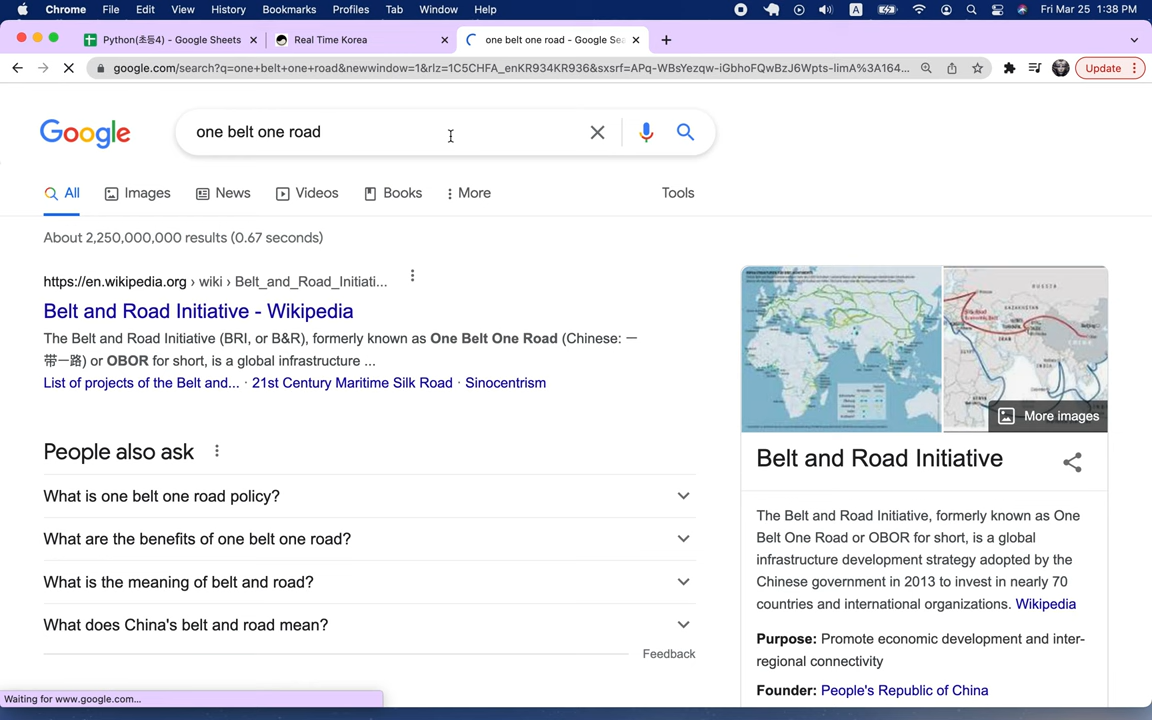 Chrome File Edit View History Bookmarks Profiles Tab Window Help A Fri Mar 25 1:38 PM
Python(초등4) - Google Sheets Real Time Korea one belt one road - Google Sea
google.com/search?q=one+belt+one+road&newwindow=1&rlz=1C5CHFA_enKR934KR936&sxsrf=APq-WBsYezqw-iGbhoFQwBzJ6Wpts-limA%3A164... Update
Google one belt one road
All Images News Videos Books More Tools
About 2,250,000,000 results (0.67 seconds)
https://en.wikipedia.org › wiki › Belt_and_Road_Initiati...
Belt and Road Initiative - Wikipedia
The Belt and Road Initiative (BRI, or B&R), formerly known as One Belt One Road (Chinese: 一
带一路) or OBOR for short, is a global infrastructure ...
List of projects of the Belt and... · 21st Century Maritime Silk Road · Sinocentrism
People also ask
What is one belt one road policy?
What are the benefits of one belt one road?
What is the meaning of belt and road?
What does China's belt and road mean?
Feedback
RUSSIA
INDIA
More images
Belt and Road Initiative
The Belt and Road Initiative, formerly known as One
Belt One Road or OBOR for short, is a global
infrastructure development strategy adopted by the
Chinese government in 2013 to invest in nearly 70
countries and international organizations. Wikipedia
Purpose: Promote economic development and inter-
regional connectivity
Founder: People's Republic of China
Waiting for www.google.com...